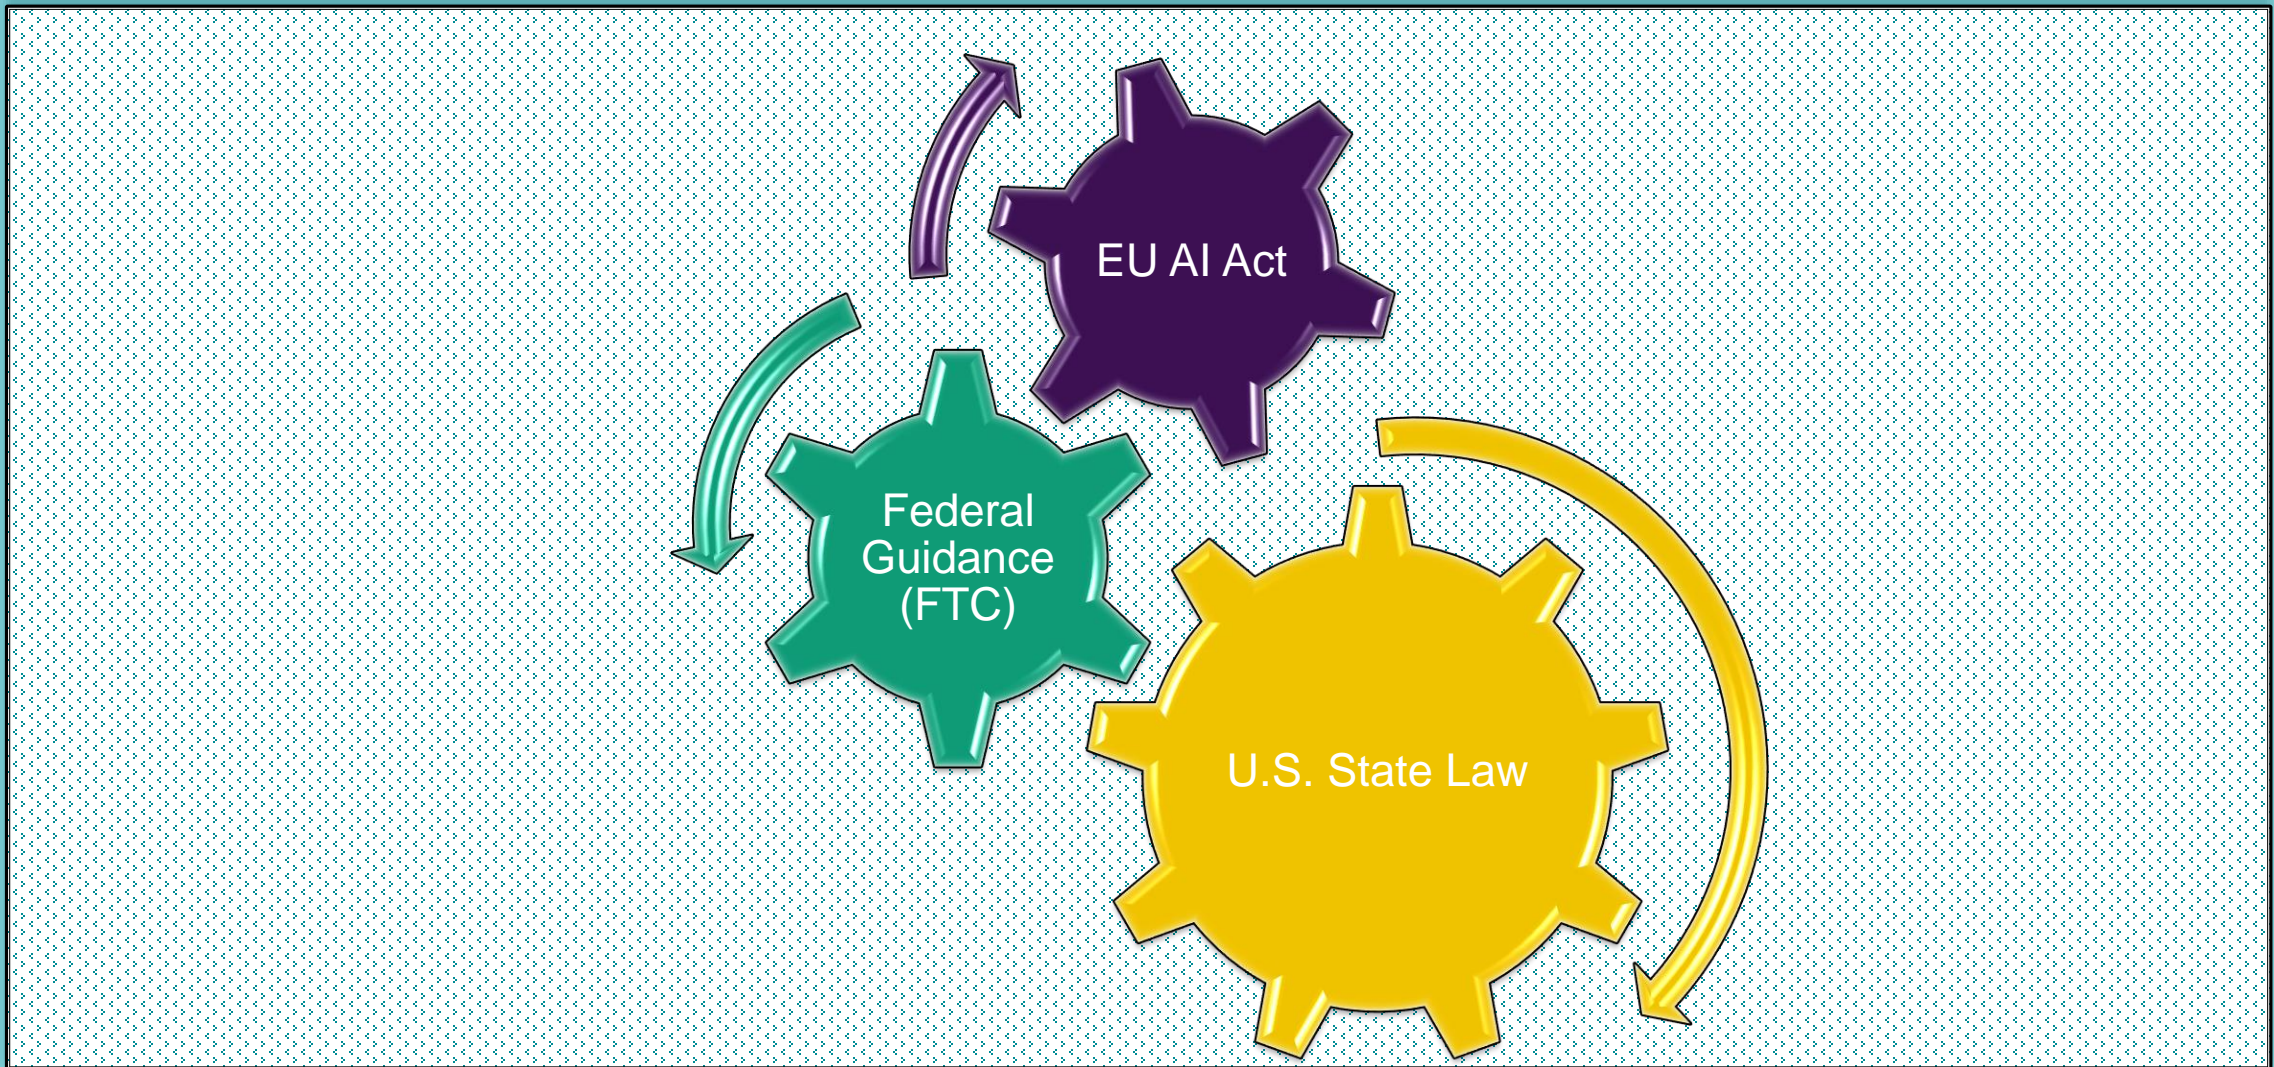 EU AI Act
Federal
Guidance
(FTC)
U.S. State Law